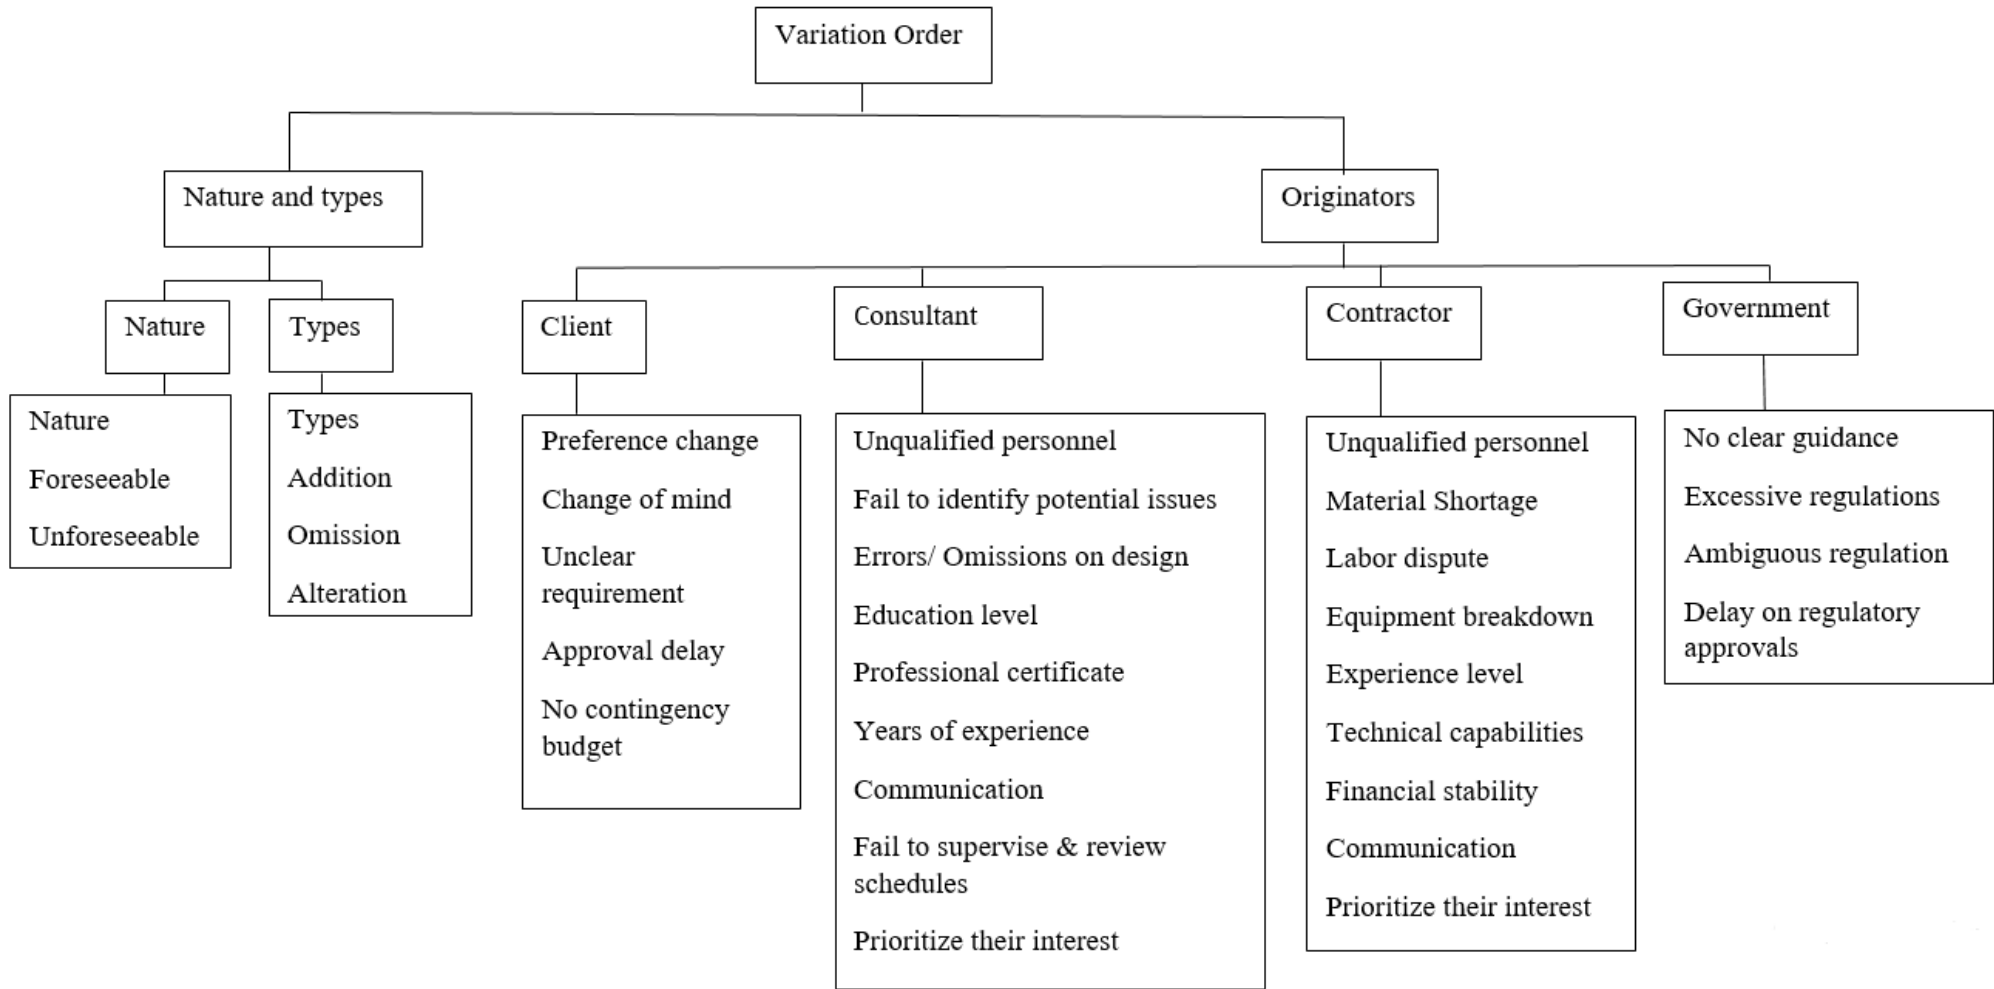 Variation Order
Nature and types
Originators
Nature
Types
Client
Consultant
Contractor
Government
Nature
Foreseeable
Unforeseeable
Types
Addition
Omission
Alteration
Preference change
Change of mind
Unclear
requirement
Approval delay
No contingency
budget
Unqualified personnel
Fail to identify potential issues
Errors/ Omissions on design
Education level
Professional certificate
Years of experience
Communication
Fail to supervise & review
schedules
Prioritize their interest
Unqualified personnel
Material Shortage
Labor dispute
Equipment breakdown
Experience level
Technical capabilities
Financial stability
Communication
Prioritize their interest
No clear guidance
Excessive regulations
Ambiguous regulation
Delay on regulatory
approvals